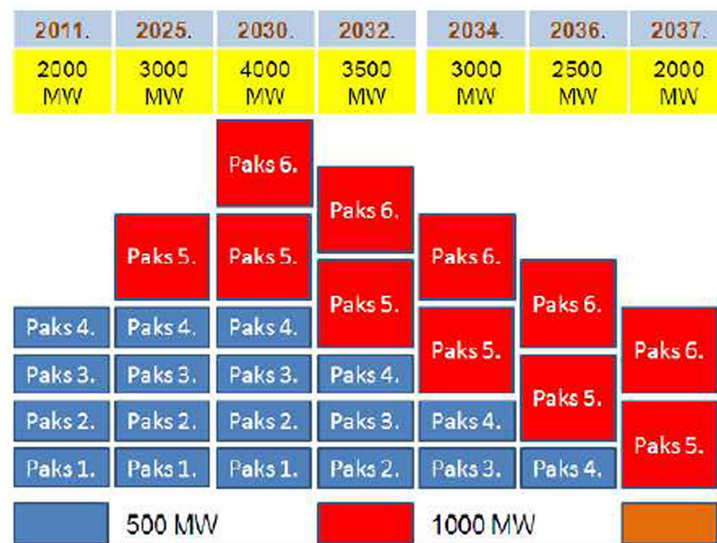 2011. 2025. 2030. 2032. 2034. 2036. 2037.
2000 3000 4000 3500 3000 2500 2000
MW MW MW MW MW MW MW
Paks 6.
Paks 6.
Paks 5. Paks 5. Paks 6.
Paks 5. Paks 6.
Paks 4. Paks 4. Paks 4. Paks 5. Paks 6.
Paks 3. Paks 3. Paks 3. Paks 4. Paks 5.
Paks 2. Paks 2. Paks 2. Paks 3. Paks 4. Paks 5.
Paks 1. Paks 1. Paks 1. Paks 2. Paks 3. Paks 4.
500 MW 1000 MW